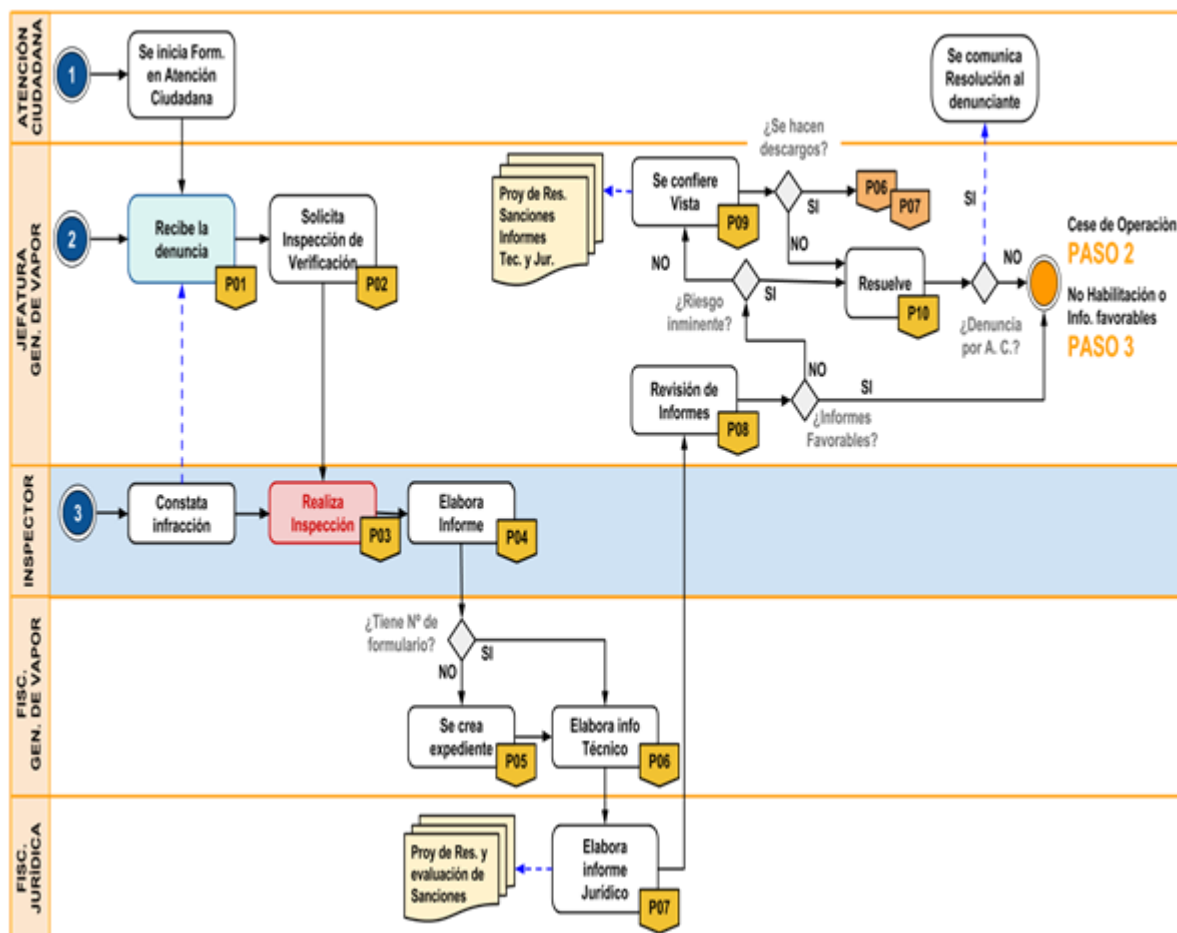 ATENCIÓN
CIUDADANA
1
Se inicia Form.
en Atención
Ciudadana
Se comunica
Resolución al
denunciante
JEFATURA
GEN. DE VAPOR
2
Recibe la
denuncia
P01
Solicita
Inspección de
Verificación
P02
Proy de Res.
Sanciones
Informes
Tec. y Jur.
Se confiere
Vista
P09
¿Se hacen
descargos?
SI
NO
P06
P07
¿Riesgo
inminente?
NO
SI
Resuelve
P10
SI
NO
¿Denuncia
por A. C.?
Cese de Operaciòn
PASO 2
No Habilitación o
Info. favorables
PASO 3
Revisión de
Informes
P08
NO
SI
¿Informes
Favorables?
INSPECTOR
3
Constata
infracción
Realiza
Inspección
P03
Elabora
Informe
P04
FISC.
GEN. DE VAPOR
¿Tiene Nº de
formulario?
SI
NO
Se crea
expediente
P05
Elabora info
Técnico
P06
FISC.
JURÍDICA
Proy de Res. y
evaluación de
Sanciones
Elabora
informe
Jurídico
P07